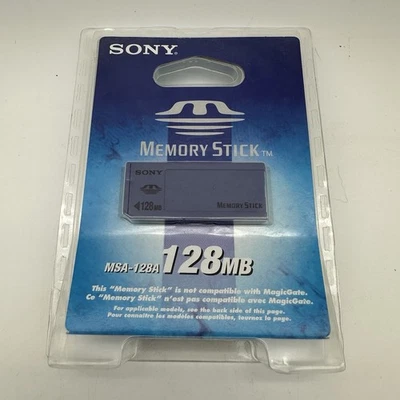 SONY
MEMORY STICK™
SONY
128MB
MEMORY STICK
MSA-128A 128MB
This "Memory Stick" is not compatible with MagicGate.
Ce "Memory Stick" n'est pas compatible avec MagicGate.
For applicable models, see the back side of this page.
Pour connaître les modèles compatibles, tournez la page.